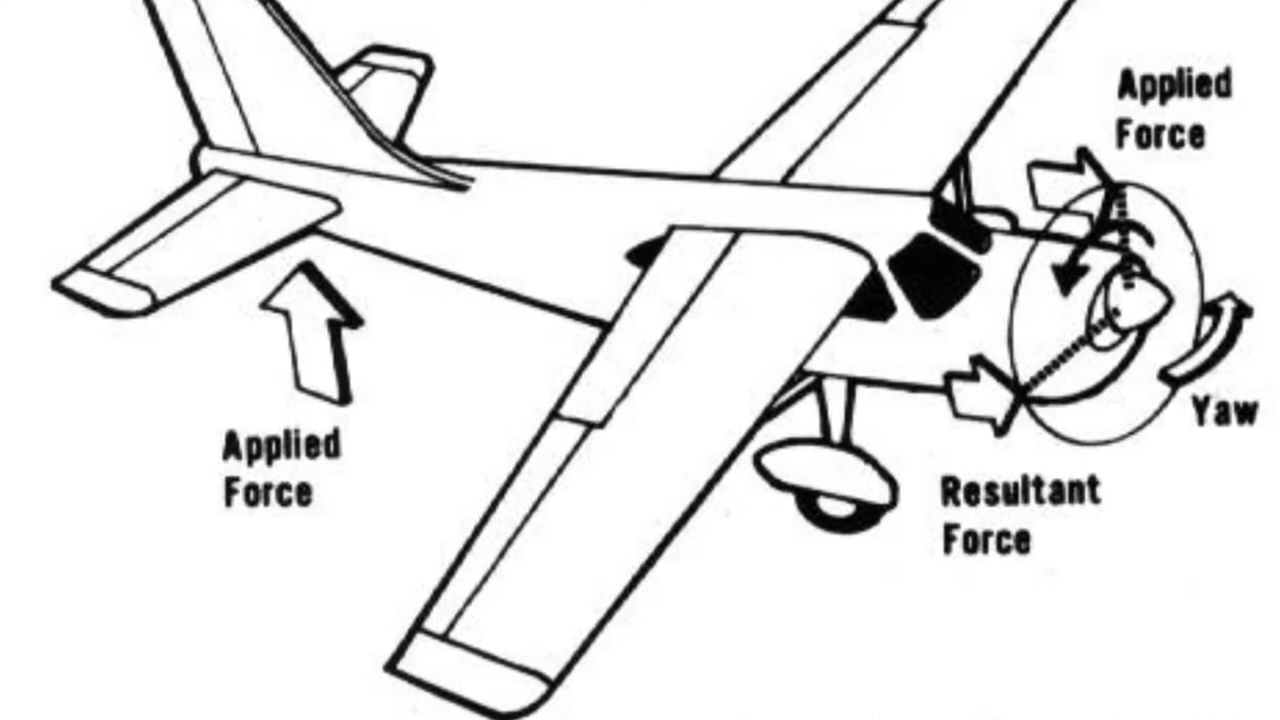 Applied
Force
Yaw
Applied
Force
Resultant
Force